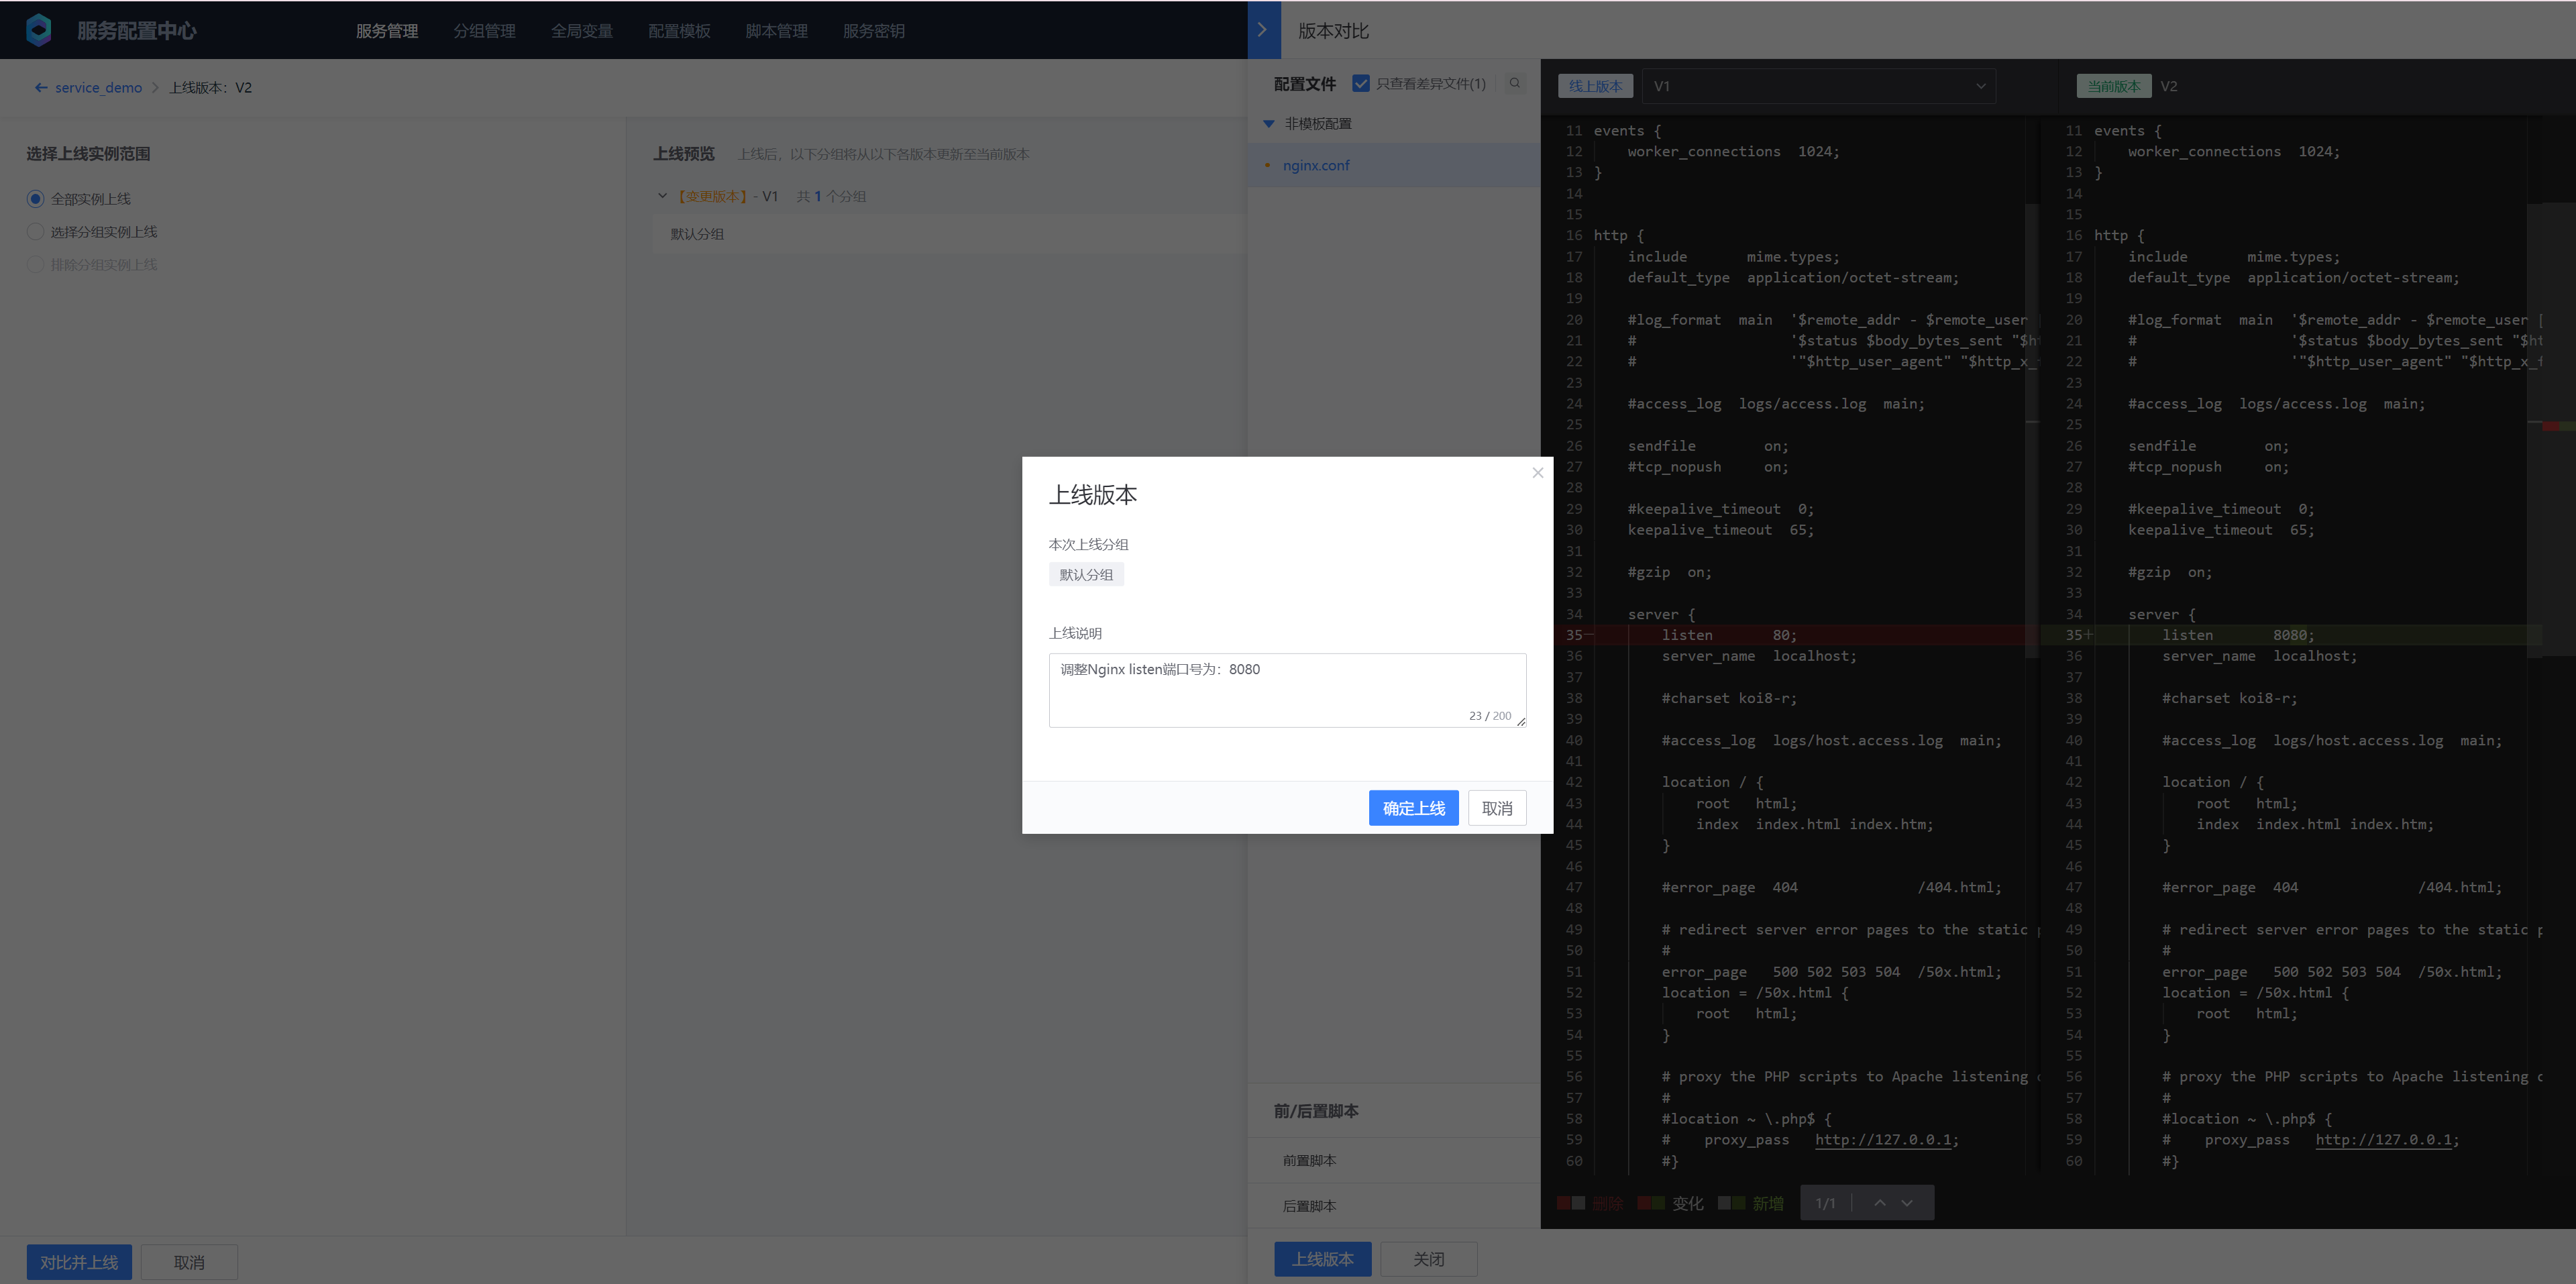 服务配置中心
服务管理 分组管理 全局变量 配置模板 脚本管理 服务密钥
service_demo 上线版本：V2
选择上线实例范围
全部实例上线
选择分组实例上线
排除分组实例上线
上线预览 上线后，以下分组将从以下各版本更新至当前版本
【变更版本】- V1 共 1 个分组
默认分组
对比并上线 取消
版本对比
配置文件 只查看差异文件(1)
非模板配置
nginx.conf
前/后置脚本
前置脚本
后置脚本
上线版本 关闭
线上版本 V1
11 events {
12     worker_connections  1024;
13 }
14
15
16 http {
17     include       mime.types;
18     default_type  application/octet-stream;
19
20     #log_format  main  '$remote_addr - $remote_user
21     #                  '$status $body_bytes_sent "$ht
22     #                  '"$http_user_agent" "$http_x_
23
24     #access_log  logs/access.log  main;
25
26     sendfile        on;
27     #tcp_nopush     on;
28
29     #keepalive_timeout  0;
30     keepalive_timeout  65;
31
32     #gzip  on;
33
34     server {
35—        listen       80;
36         server_name  localhost;
37
38         #charset koi8-r;
39
40         #access_log  logs/host.access.log  main;
41
42         location / {
43             root   html;
44             index  index.html index.htm;
45         }
46
47         #error_page  404              /404.html;
48
49         # redirect server error pages to the static p
50         #
51         error_page   500 502 503 504  /50x.html;
52         location = /50x.html {
53             root   html;
54         }
55
56         # proxy the PHP scripts to Apache listening o
57         #
58         #location ~ \.php$ {
59         #    proxy_pass   http://127.0.0.1;
60         #}
当前版本 V2
11 events {
12     worker_connections  1024;
13 }
14
15
16 http {
17     include       mime.types;
18     default_type  application/octet-stream;
19
20     #log_format  main  '$remote_addr - $remote_user [
21     #                  '$status $body_bytes_sent "$ht
22     #                  '"$http_user_agent" "$http_x_f
23
24     #access_log  logs/access.log  main;
25
26     sendfile        on;
27     #tcp_nopush     on;
28
29     #keepalive_timeout  0;
30     keepalive_timeout  65;
31
32     #gzip  on;
33
34     server {
35+        listen       8080;
36         server_name  localhost;
37
38         #charset koi8-r;
39
40         #access_log  logs/host.access.log  main;
41
42         location / {
43             root   html;
44             index  index.html index.htm;
45         }
46
47         #error_page  404              /404.html;
48
49         # redirect server error pages to the static p
50         #
51         error_page   500 502 503 504  /50x.html;
52         location = /50x.html {
53             root   html;
54         }
55
56         # proxy the PHP scripts to Apache listening o
57         #
58         #location ~ \.php$ {
59         #    proxy_pass   http://127.0.0.1;
60         #}
删除 变化 新增 1/1
上线版本
本次上线分组
默认分组
上线说明
调整Nginx listen端口号为：8080
23 / 200
确定上线 取消